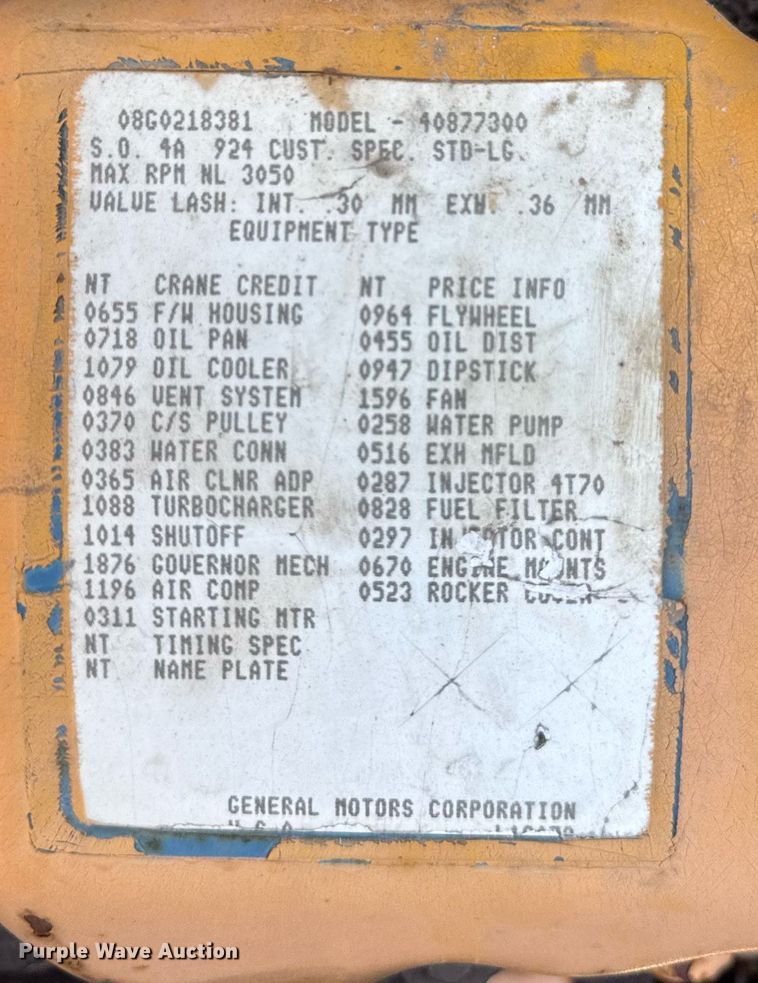 08G0218381 MODEL - 40877300
S.O. 4A 924 CUST. SPEC. STD-LG.
MAX RPM NL 3050
VALVE LASH: INT. .30 MM EXH. .36 MM
EQUIPMENT TYPE
NT CRANE CREDIT NT PRICE INFO
0655 F/W HOUSING 0964 FLYWHEEL
0718 OIL PAN 0455 OIL DIST
1079 OIL COOLER 0947 DIPSTICK
0846 VENT SYSTEM 1596 FAN
0370 C/S PULLEY 0258 WATER PUMP
0383 WATER CONN 0516 EXH MFLD
0365 AIR CLNR ADP 0287 INJECTOR 4T70
1088 TURBOCHARGER 0828 FUEL FILTER
1014 SHUTOFF 0297 INJECTOR CONT
1876 GOVERNOR MECH 0670 ENGINE MOUNTS
1196 AIR COMP 0523 ROCKER COVER
0311 STARTING MTR
NT TIMING SPEC
NT NAME PLATE
GENERAL MOTORS CORPORATION
Purple Wave Auction